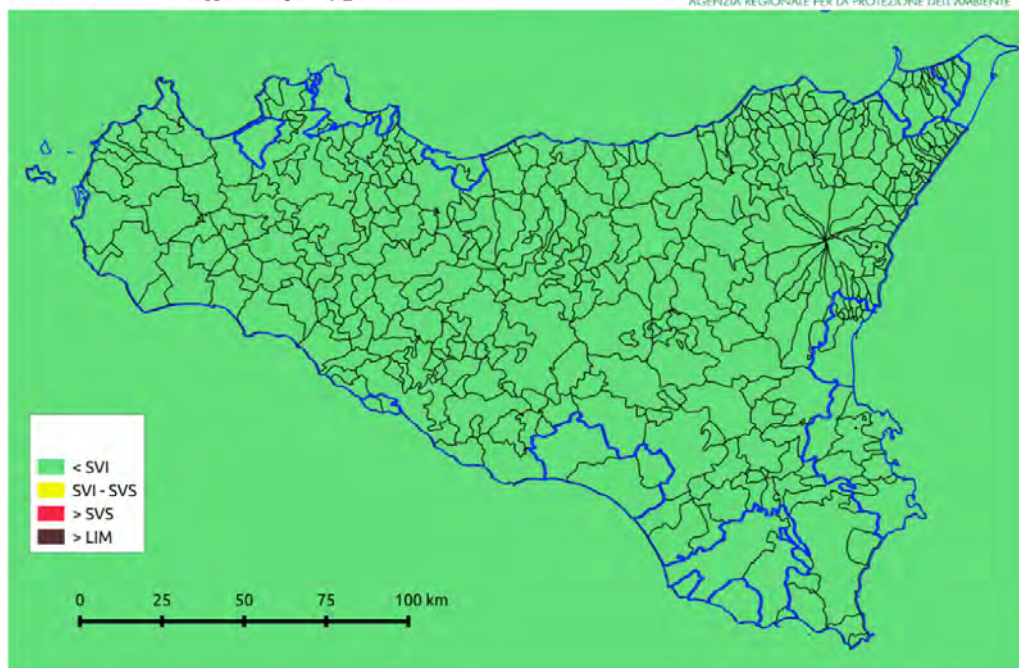 AGENZIA REGIONALE PER LA PROTEZIONE DELL'AMBIENTE
< SVI
SVI - SVS
> SVS
> LIM
0 25 50 75 100 km